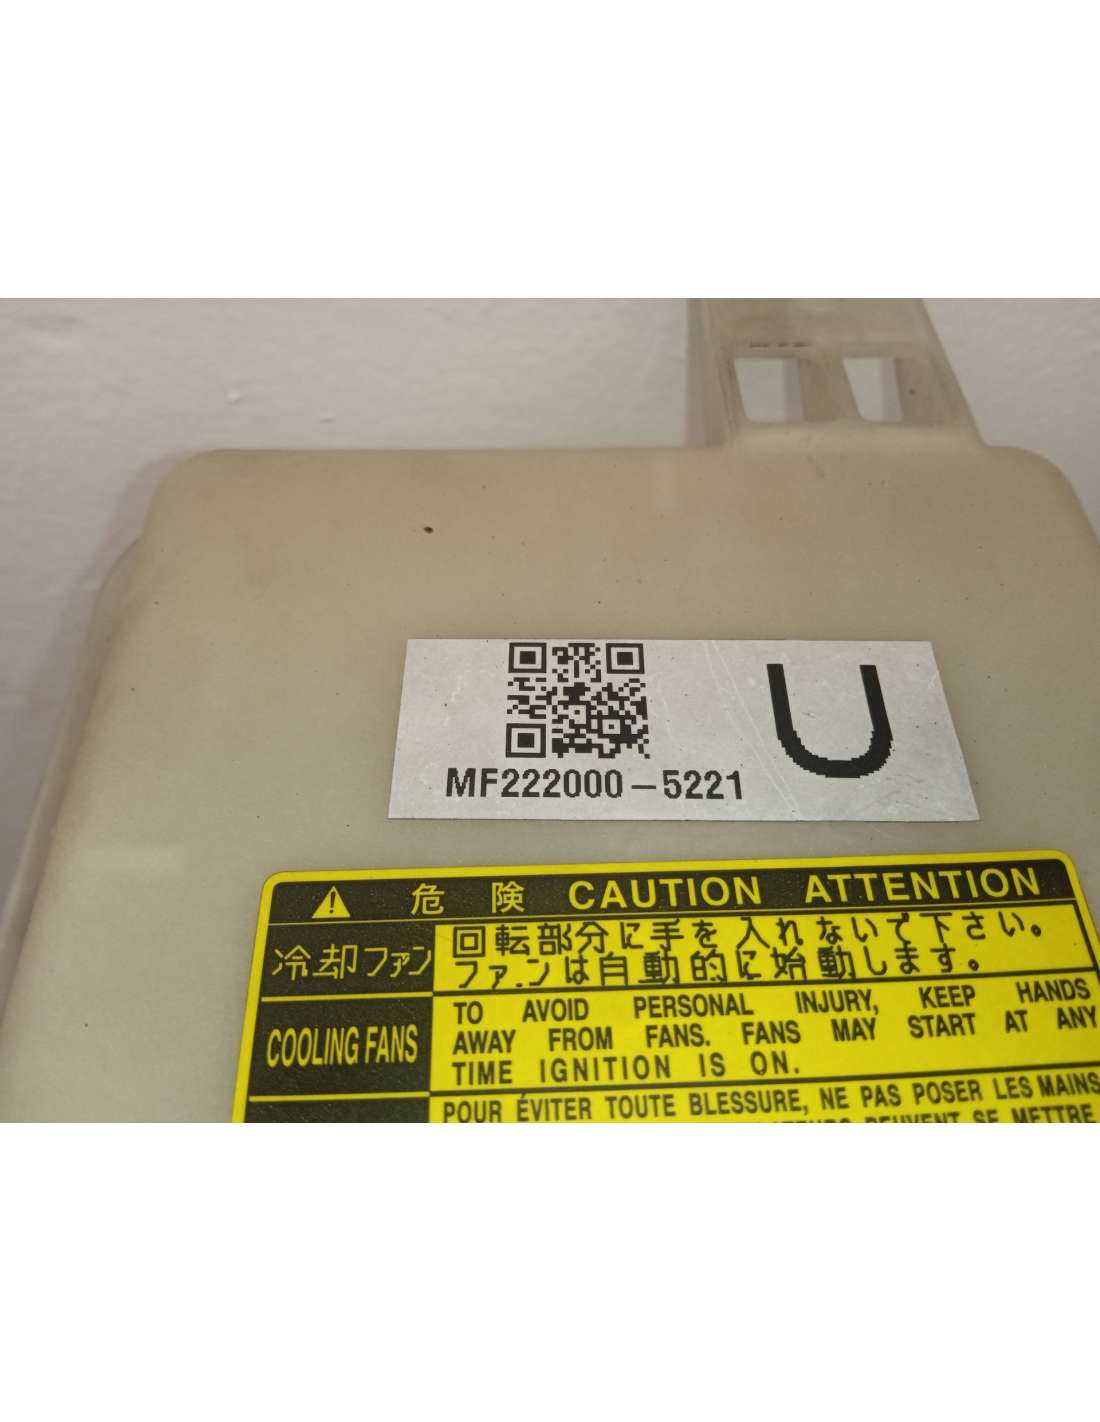 MF222000-5221
U
危険 CAUTION ATTENTION
冷却ファン
回転部分に手を入れないで下さい。
ファンは自動的に始動します。
COOLING FANS
TO AVOID PERSONAL INJURY, KEEP HANDS
AWAY FROM FANS. FANS MAY START AT ANY
TIME IGNITION IS ON.
POUR ÉVITER TOUTE BLESSURE, NE PAS POSER LES MAINS
PEUVENT SE METTRE